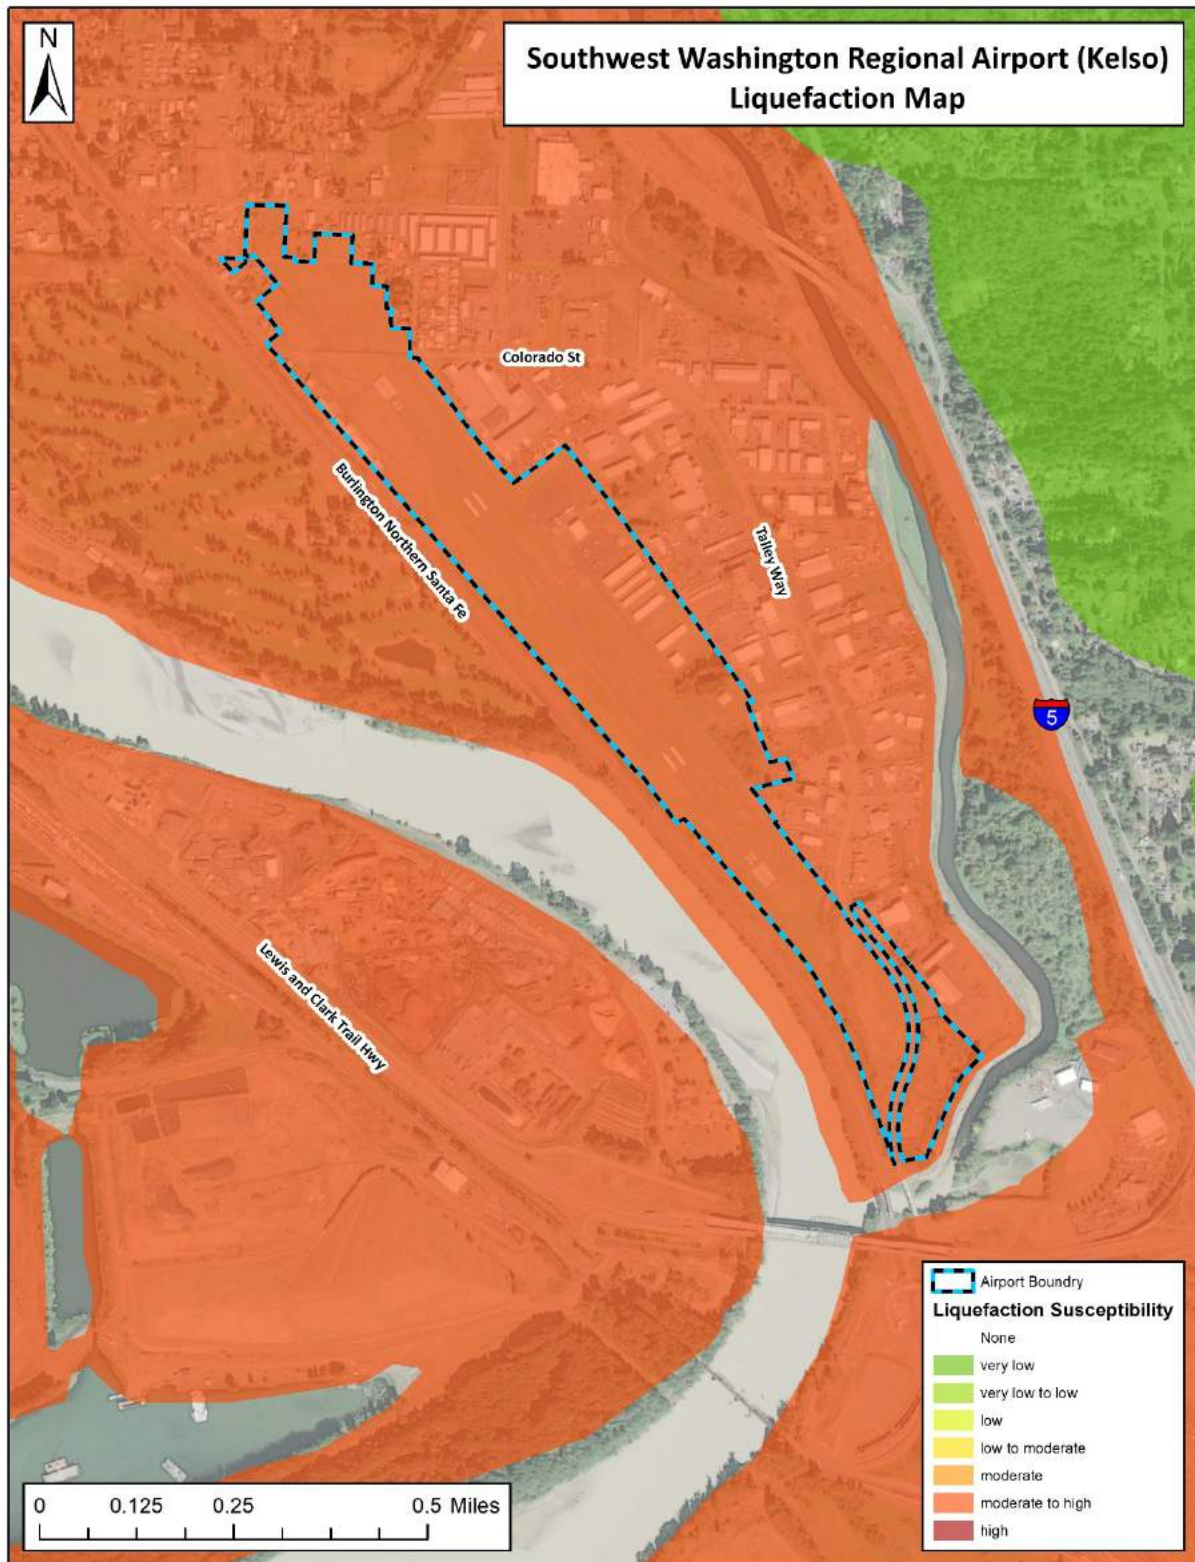 N
Southwest Washington Regional Airport (Kelso)
Liquefaction Map
Colorado St
Burlington Northern Santa Fe
Talley Way
5
Lewis and Clark Trail Hwy
Airport Boundry
Liquefaction Susceptibility
None
very low
very low to low
low
low to moderate
moderate
moderate to high
high
0 0.125 0.25 0.5 Miles